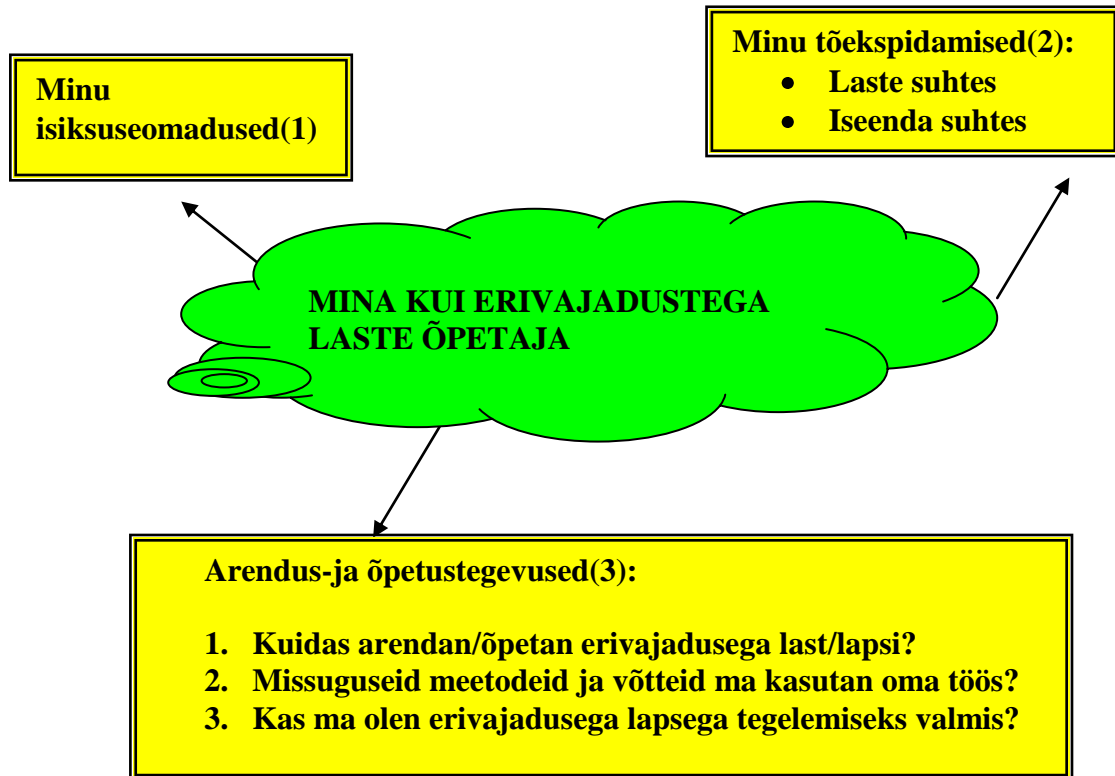 Minu
isiksuseomadused(1)
Minu tõekspidamised(2):
• Laste suhtes
• Iseenda suhtes
MINA KUI ERIVAJADUSTEGA
LASTE ÕPETAJA
Arendus-ja õpetustegevused(3):
1. Kuidas arendan/õpetan erivajadusega last/lapsi?
2. Missuguseid meetodeid ja võtteid ma kasutan oma töös?
3. Kas ma olen erivajadusega lapsega tegelemiseks valmis?